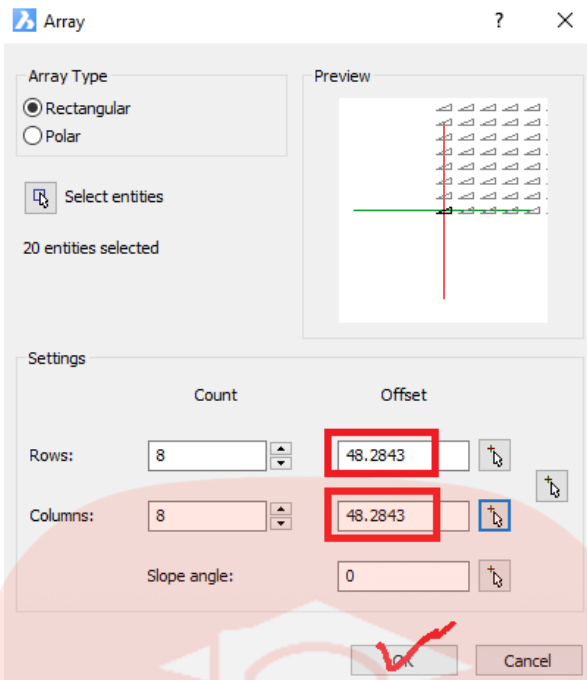 Array
?
Array Type
Rectangular
Polar
Select entities
20 entities selected
Preview
Settings
Count
Offset
Rows:
8
48.2843
Columns:
8
48.2843
Slope angle:
0
OK
Cancel